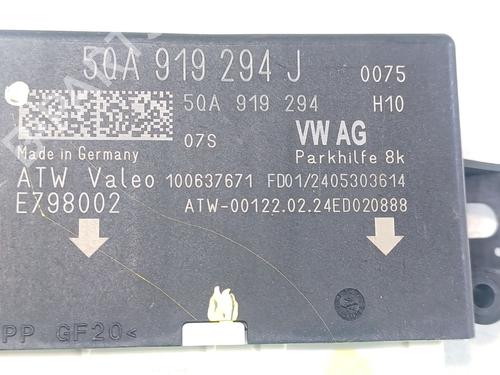 5QA 919 294 J 0075
5QA 919 294 H10
07S VW AG
Made in Germany Parkhilfe 8k
ATW Valeo 100637671 FD01/2405303614
E798002 ATW-00122.02.24ED020888
PP GF20<